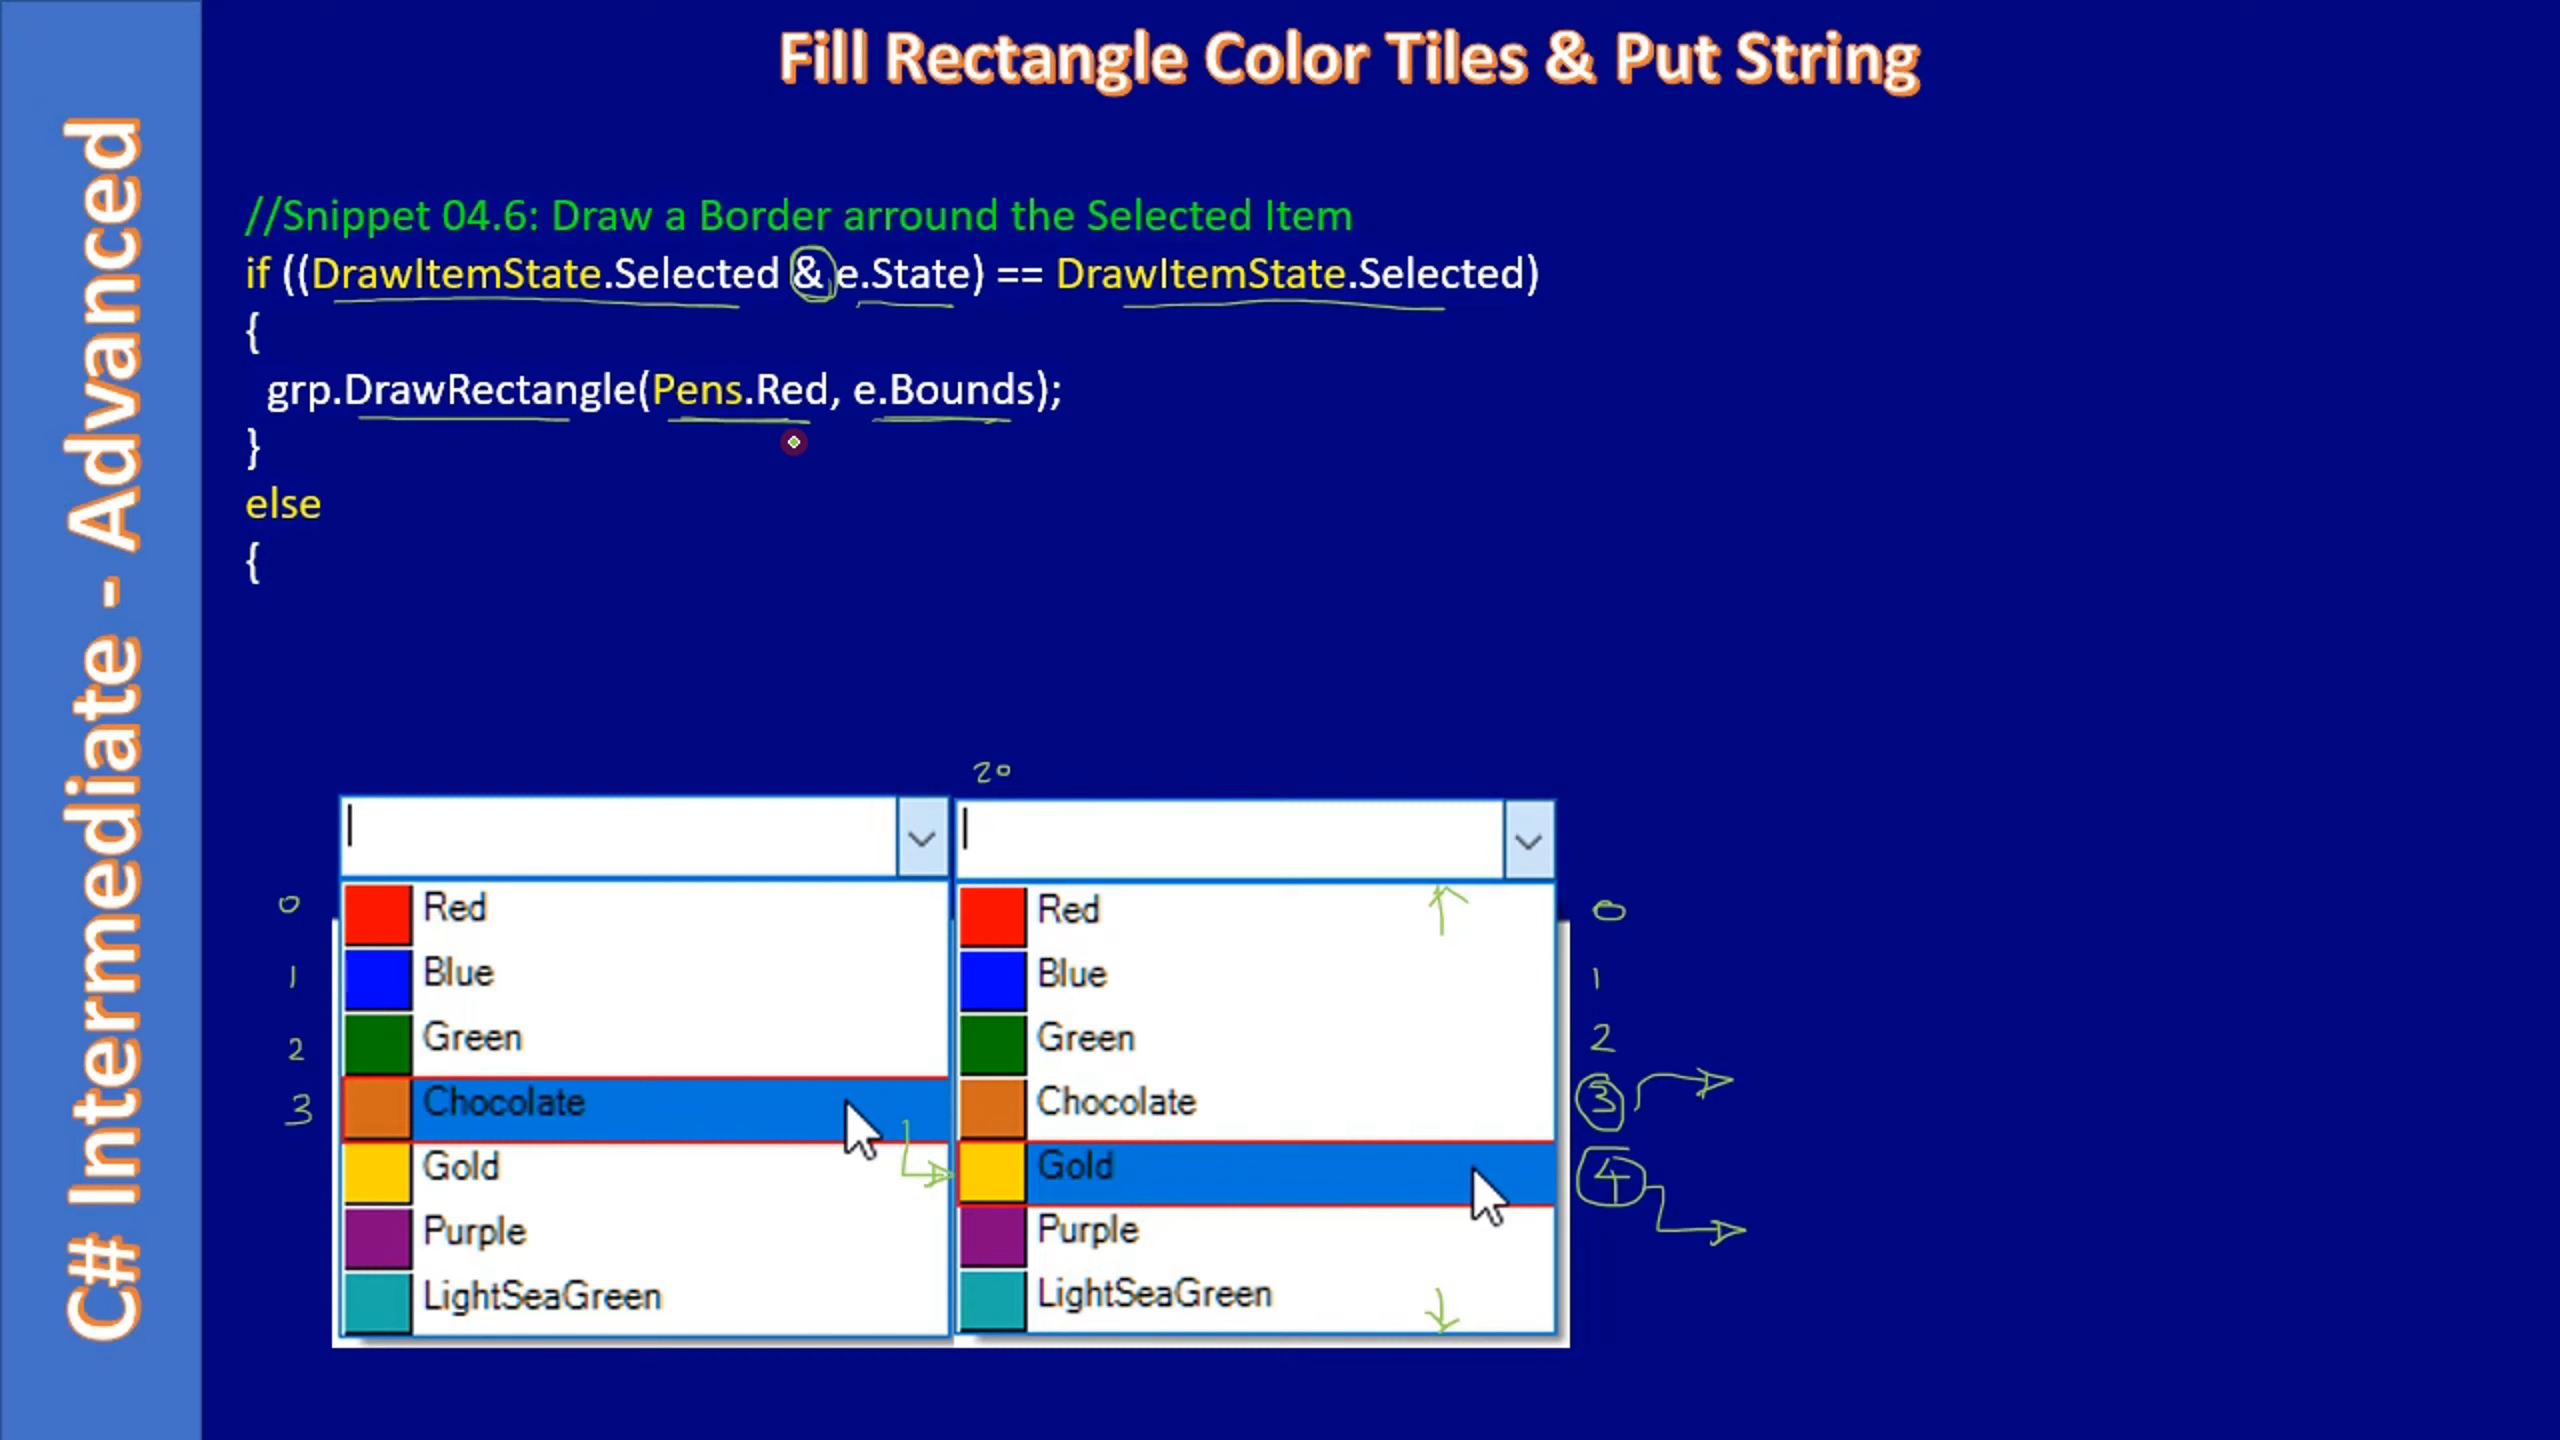 Fill Rectangle Color Tiles & Put String
C# Intermediate - Advanced
//Snippet 04.6: Draw a Border arround the Selected Item
if ((DrawItemState.Selected & e.State) == DrawItemState.Selected)
{
grp.DrawRectangle(Pens.Red, e.Bounds);
}
else
{
20
0 Red
1 Blue
2 Green
3 Chocolate
Gold
Purple
LightSeaGreen
Red 0
Blue 1
Green 2
Chocolate 3
Gold 4
Purple
LightSeaGreen